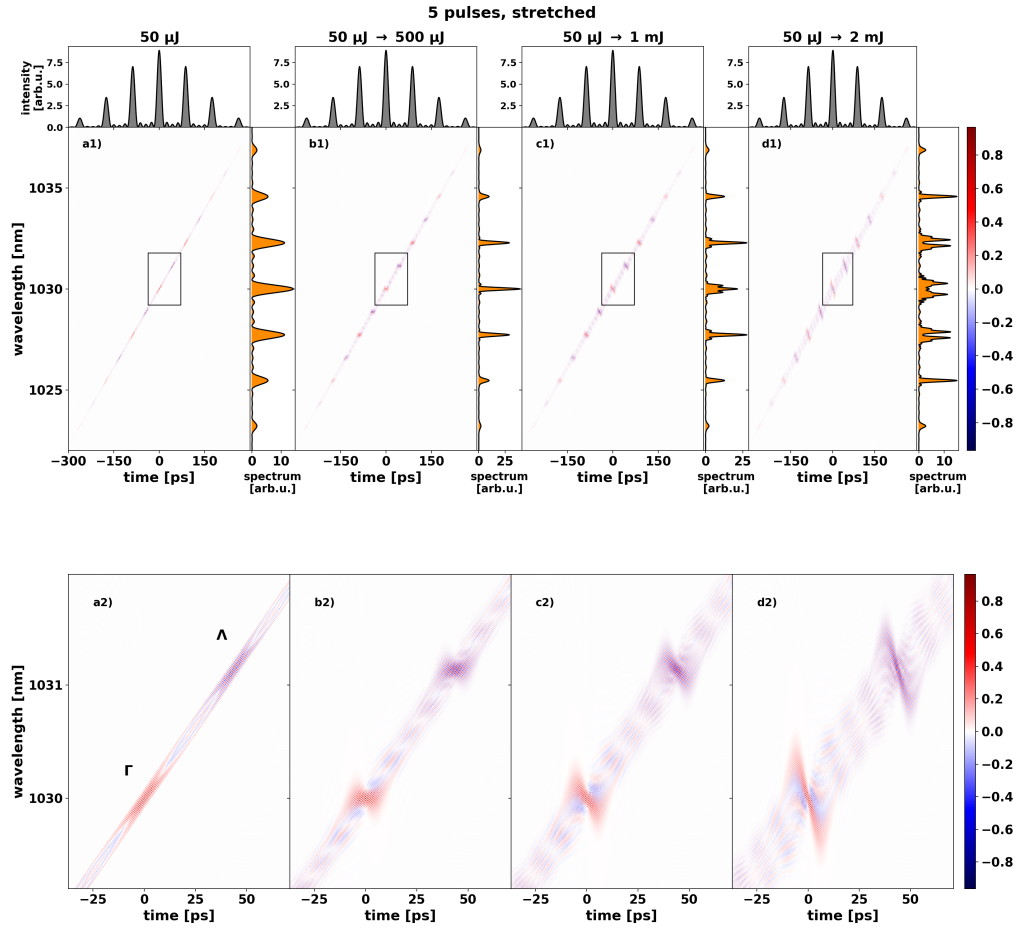 5 pulses, stretched
50 μJ
50 μJ → 500 μJ
50 μJ → 1 mJ
50 μJ → 2 mJ
intensity
[arb.u.]
7.5
5.0
2.5
0.0
7.5
5.0
2.5
7.5
5.0
2.5
7.5
5.0
2.5
a1)
b1)
c1)
d1)
wavelength [nm]
1035
1030
1025
−300 −150 0 150
0 10
−150 0 150
0 25
−150 0 150
0 25
−150 0 150
0 10
time [ps]
spectrum
[arb.u.]
time [ps]
spectrum
[arb.u.]
time [ps]
spectrum
[arb.u.]
time [ps]
spectrum
[arb.u.]
0.8
0.6
0.4
0.2
0.0
−0.2
−0.4
−0.6
−0.8
a2)
b2)
c2)
d2)
Λ
Γ
wavelength [nm]
1031
1030
−25 0 25 50
−25 0 25 50
−25 0 25 50
−25 0 25 50
time [ps]
time [ps]
time [ps]
time [ps]
0.8
0.6
0.4
0.2
0.0
−0.2
−0.4
−0.6
−0.8